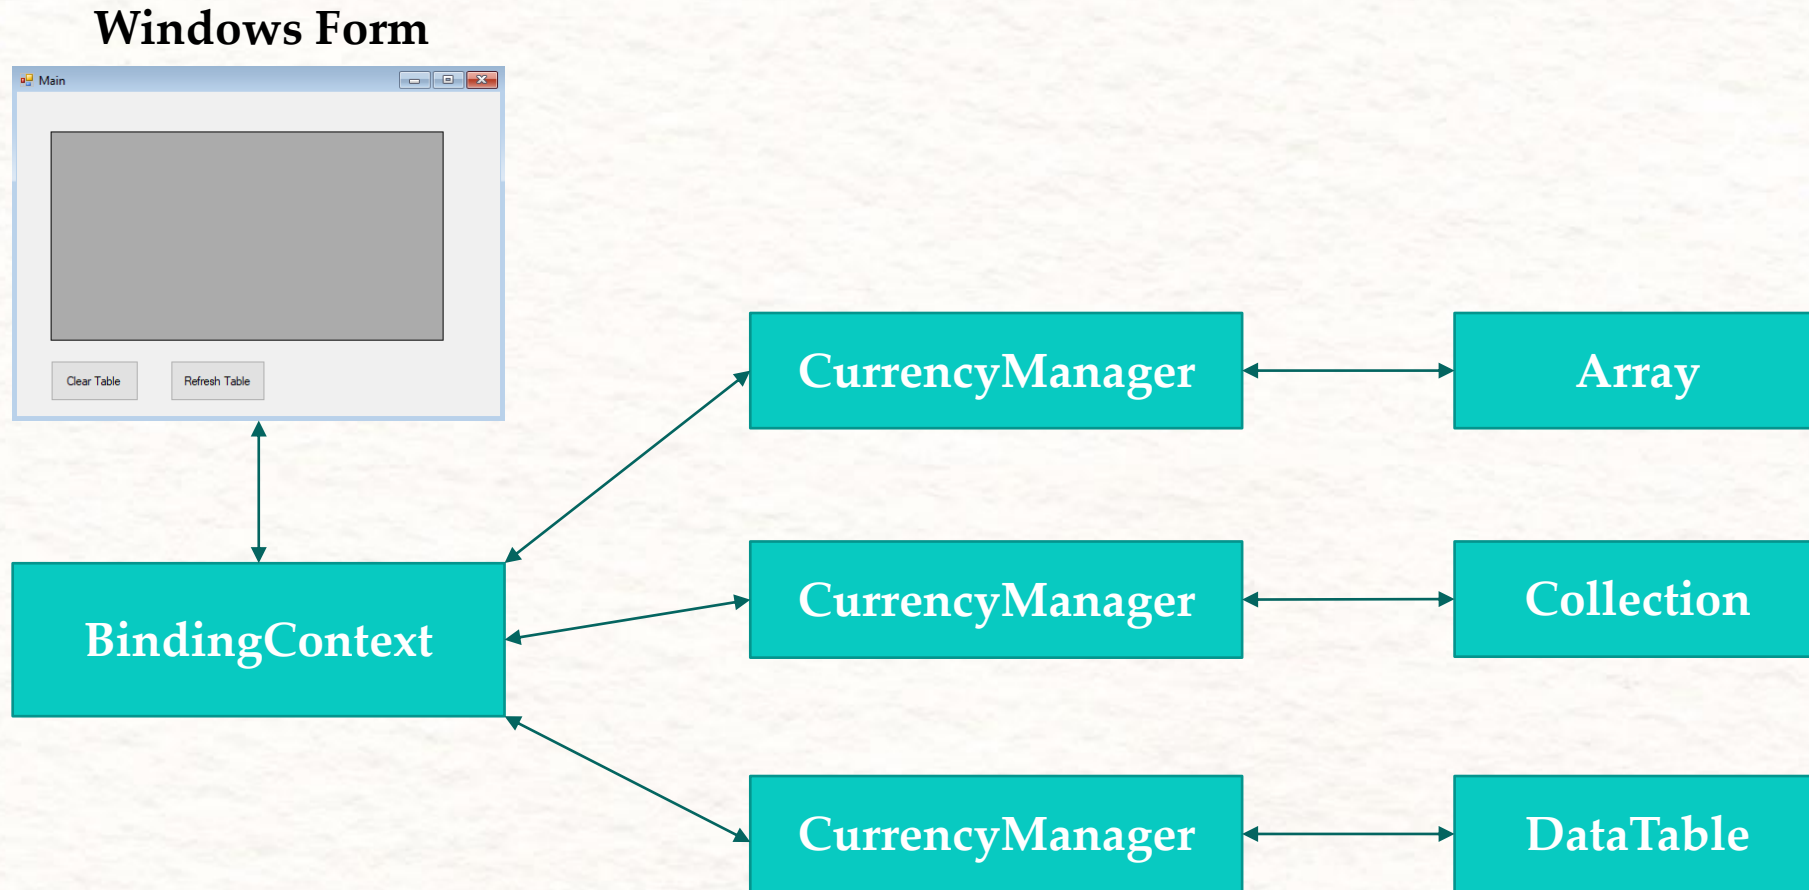 Windows Form
Main
Clear Table
Refresh Table
CurrencyManager
Array
BindingContext
CurrencyManager
Collection
CurrencyManager
DataTable